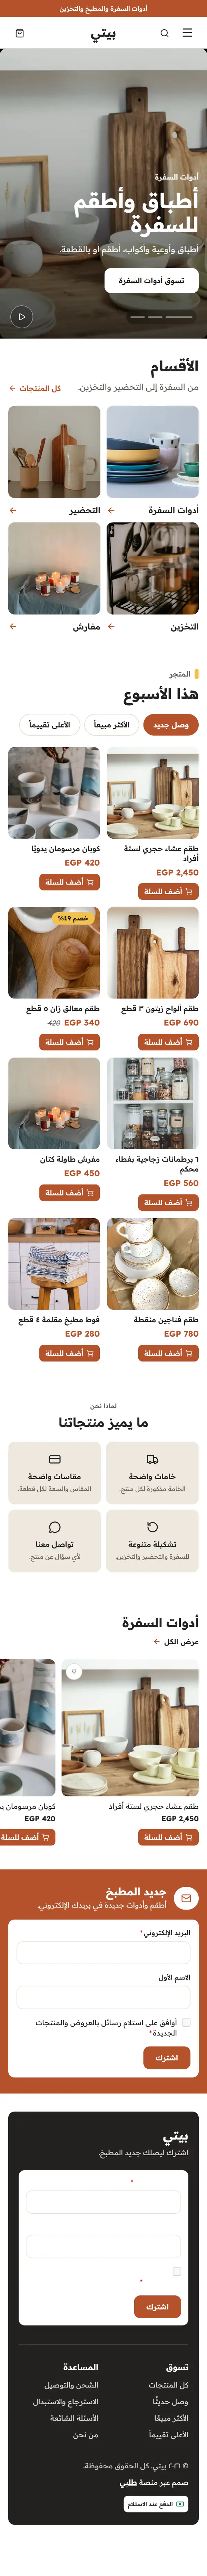 أدوات السفرة والمطبخ والتخزين
بيتي
أدوات السفرة
أطباق وأطقم
للسفرة
أطباق وأوعية وأكواب، أطقم أو بالقطعة.
تسوق أدوات السفرة
الأقسام
من السفرة إلى التحضير والتخزين.
كل المنتجات ←
أدوات السفرة ←
التحضير ←
التخزين ←
مفارش ←
المتجر
هذا الأسبوع
وصل جديد
الأكثر مبيعاً
الأعلى تقييماً
طقم عشاء حجري لستة
أفراد
2,450 EGP
أضف للسلة
كوبان مرسومان يدويًا
420 EGP
أضف للسلة
طقم ألواح زيتون ٣ قطع
690 EGP
أضف للسلة
خصم 19%
طقم معالق زان ٥ قطع
340 EGP 420
أضف للسلة
٦ برطمانات زجاجية بغطاء
محكم
560 EGP
أضف للسلة
مفرش طاولة كتان
450 EGP
أضف للسلة
طقم فناجين منقطة
780 EGP
أضف للسلة
فوط مطبخ مقلمة ٤ قطع
280 EGP
أضف للسلة
لماذا نحن
ما يميز منتجاتنا
خامات واضحة
الخامة مذكورة لكل منتج.
مقاسات واضحة
المقاس والسعة لكل قطعة.
تشكيلة متنوعة
للسفرة والتحضير والتخزين.
تواصل معنا
لأي سؤال عن منتج.
أدوات السفرة
عرض الكل ←
طقم عشاء حجري لستة أفراد
2,450 EGP
أضف للسلة
كوبان مرسومان يد
420 EGP
أضف للسلة
جديد المطبخ
أطقم وأدوات جديدة في بريدك الإلكتروني.
البريد الإلكتروني*
الاسم الأول
أوافق على استلام رسائل بالعروض والمنتجات
الجديدة*
اشترك
بيتي
اشترك ليصلك جديد المطبخ.
*
*
اشترك
تسوق
كل المنتجات
وصل حديثًا
الأكثر مبيعًا
الأعلى تقييماً
المساعدة
الشحن والتوصيل
الاسترجاع والاستبدال
الأسئلة الشائعة
من نحن
© ٢٠٢٦ بيتي. كل الحقوق محفوظة.
صمم عبر منصة طلبي
الدفع عند الاستلام